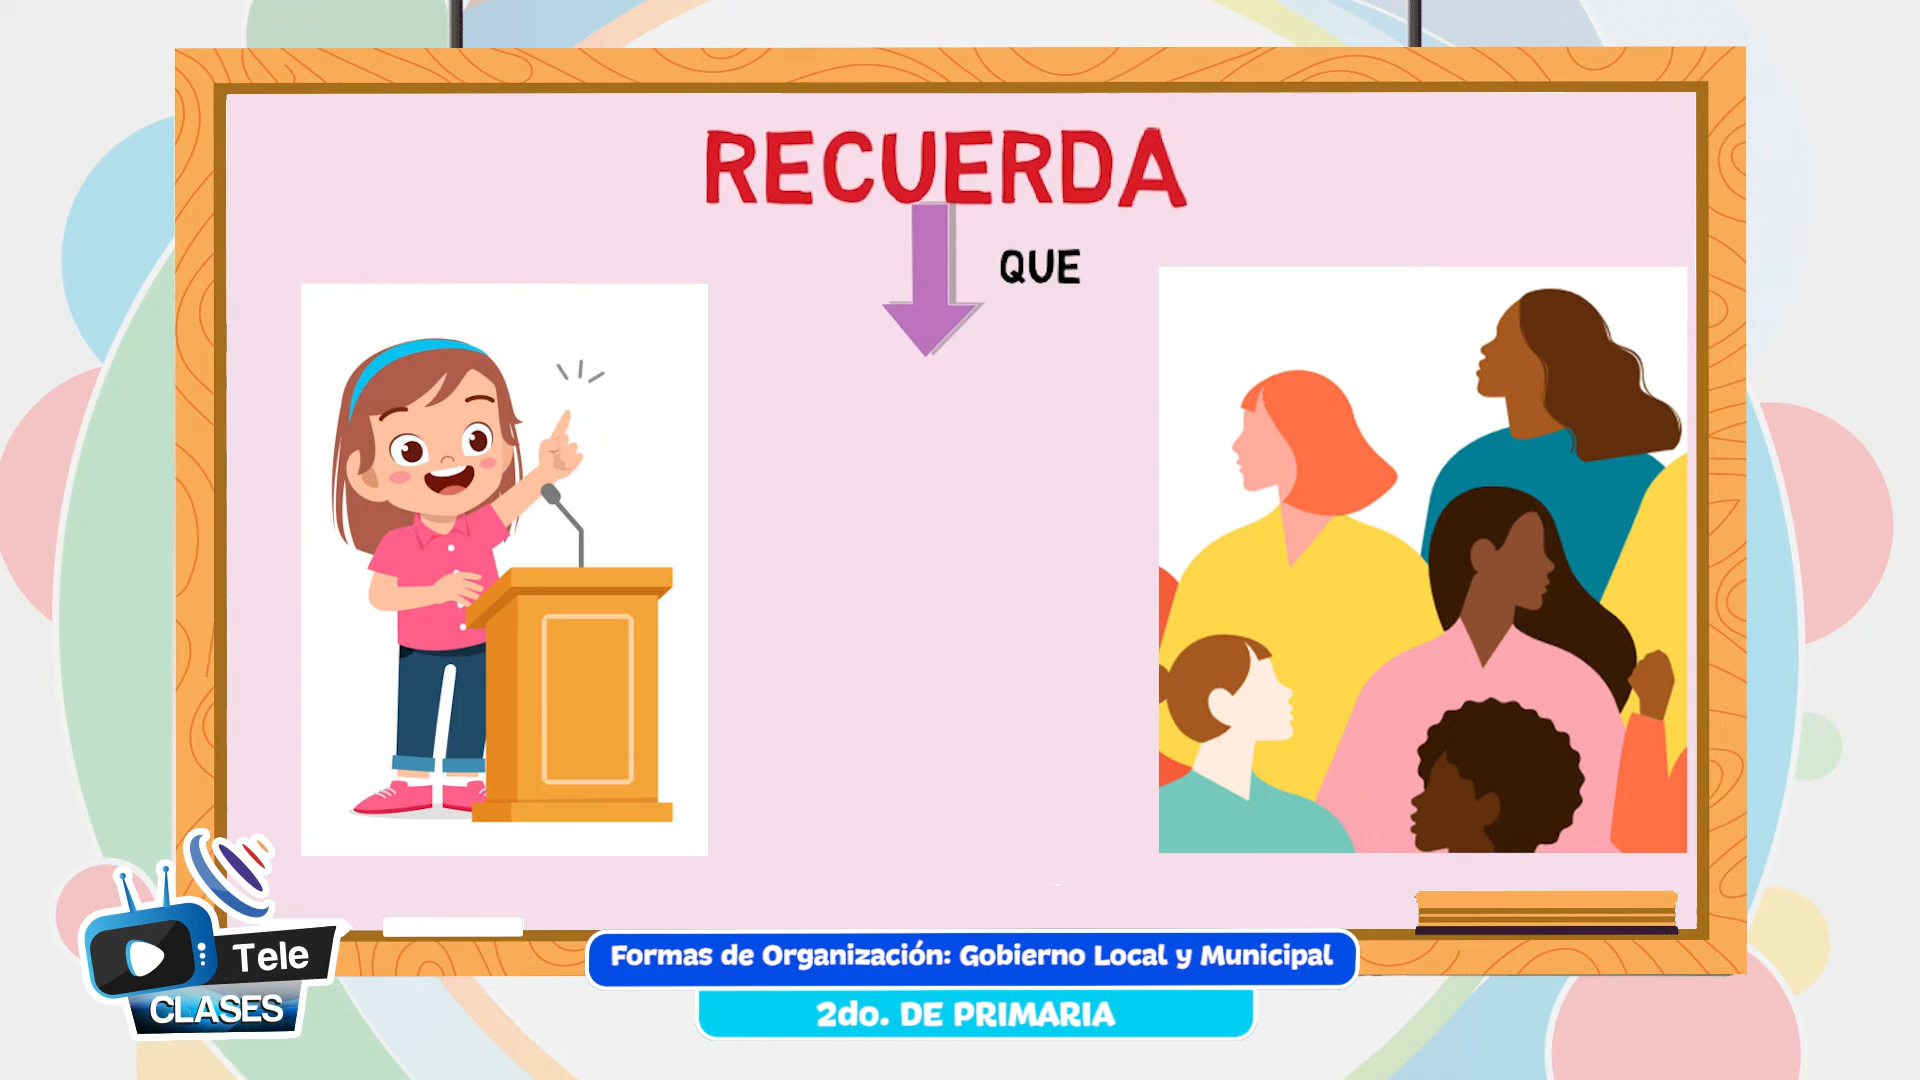 RECUERDA
QUE
Tele
CLASES
Formas de Organización: Gobierno Local y Municipal
2do. DE PRIMARIA